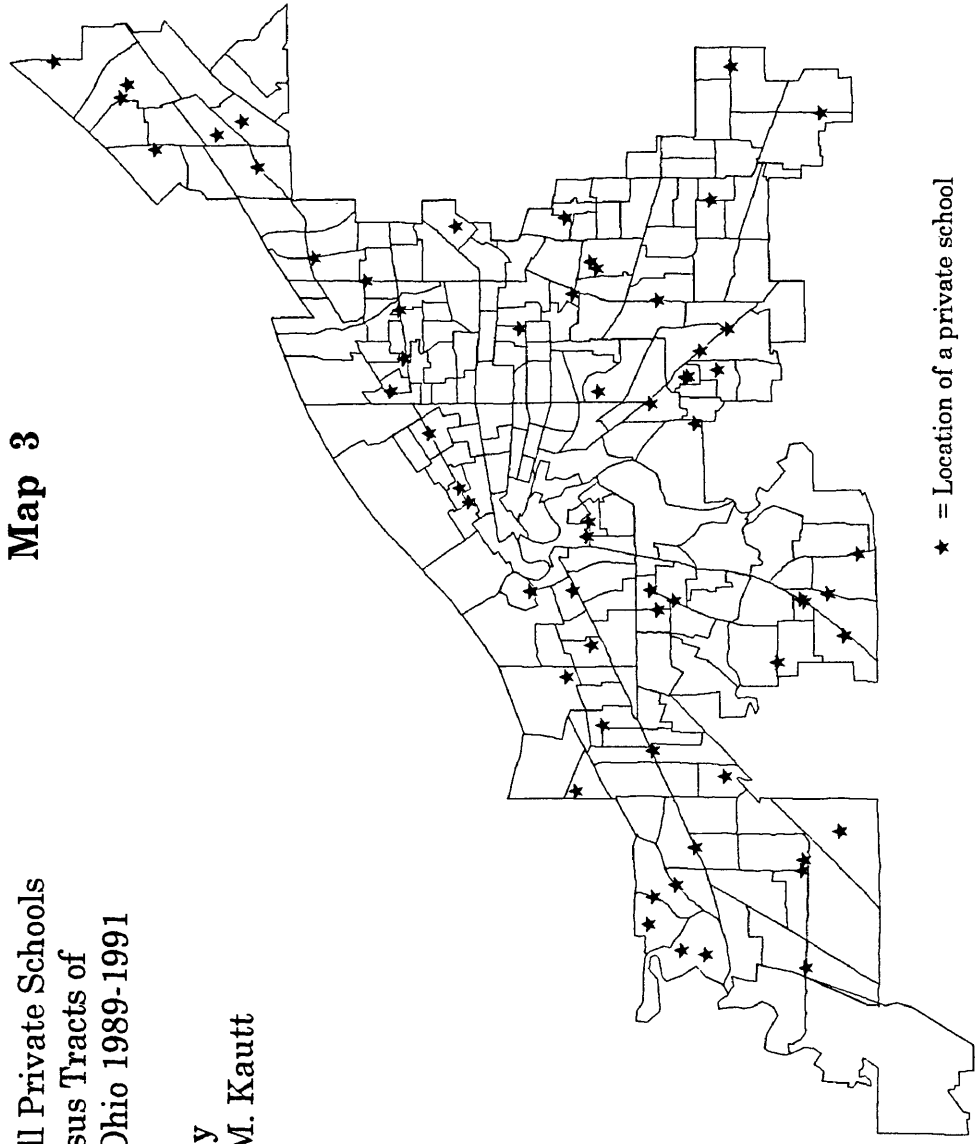 Map 3
ll Private Schools
sus Tracts of
Ohio 1989-1991
y
M. Kautt
★ = Location of a private school